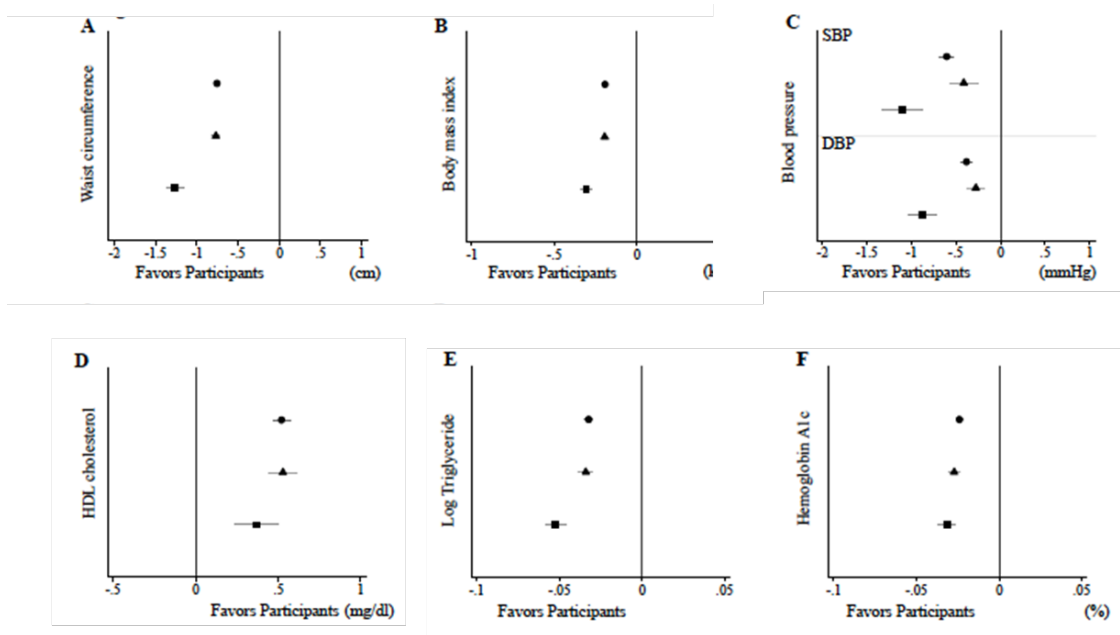 A
Waist circumference
-2 -1.5 -1 -.5 0 .5 1
Favors Participants (cm)
B
Body mass index
-1 -.5 0
Favors Participants
C
SBP
Blood pressure
DBP
-2 -1.5 -1 -.5 0 .5 1
Favors Participants (mmHg)
D
HDL cholesterol
-.5 0 .5 1
Favors Participants (mg/dl)
E
Log Triglyceride
-.1 -.05 0 .05
Favors Participants
F
Hemoglobin A1c
-.1 -.05 0 .05
Favors Participants (%)